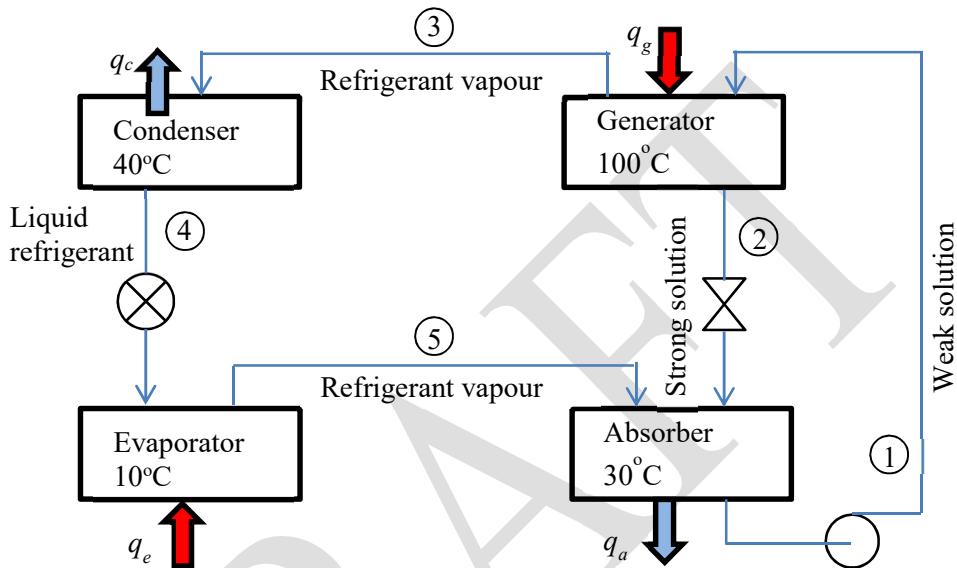 3
q_c
q_g
Refrigerant vapour
Condenser
40°C
Generator
100°C
Liquid
refrigerant
4
2
Strong solution
Weak solution
5
Refrigerant vapour
Evaporator
10°C
Absorber
30°C
1
q_e
q_a
DRAFT